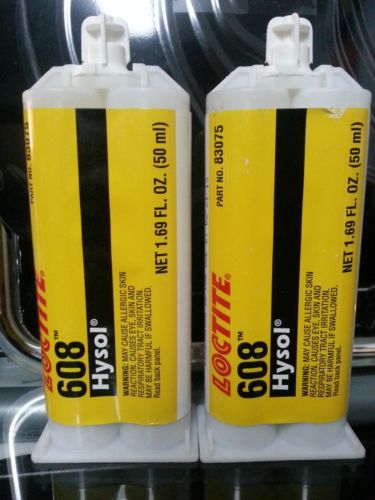 LOCTITE
608™
Hysol®
WARNING: MAY CAUSE ALLERGIC SKIN
REACTION, CAUSES EYE, SKIN AND
RESPIRATORY TRACT IRRITATION.
MAY BE HARMFUL IF SWALLOWED.
Read back panel.
PART NO. 83075
NET 1.69 FL. OZ. (50 ml)
LOCTITE®
608™
Hysol®
WARNING: MAY CAUSE ALLERGIC SKIN
REACTION, CAUSES EYE, SKIN AND
RESPIRATORY TRACT IRRITATION.
MAY BE HARMFUL IF SWALLOWED.
Read back panel.
PART NO. 83075
NET 1.69 FL. OZ. (50 ml)